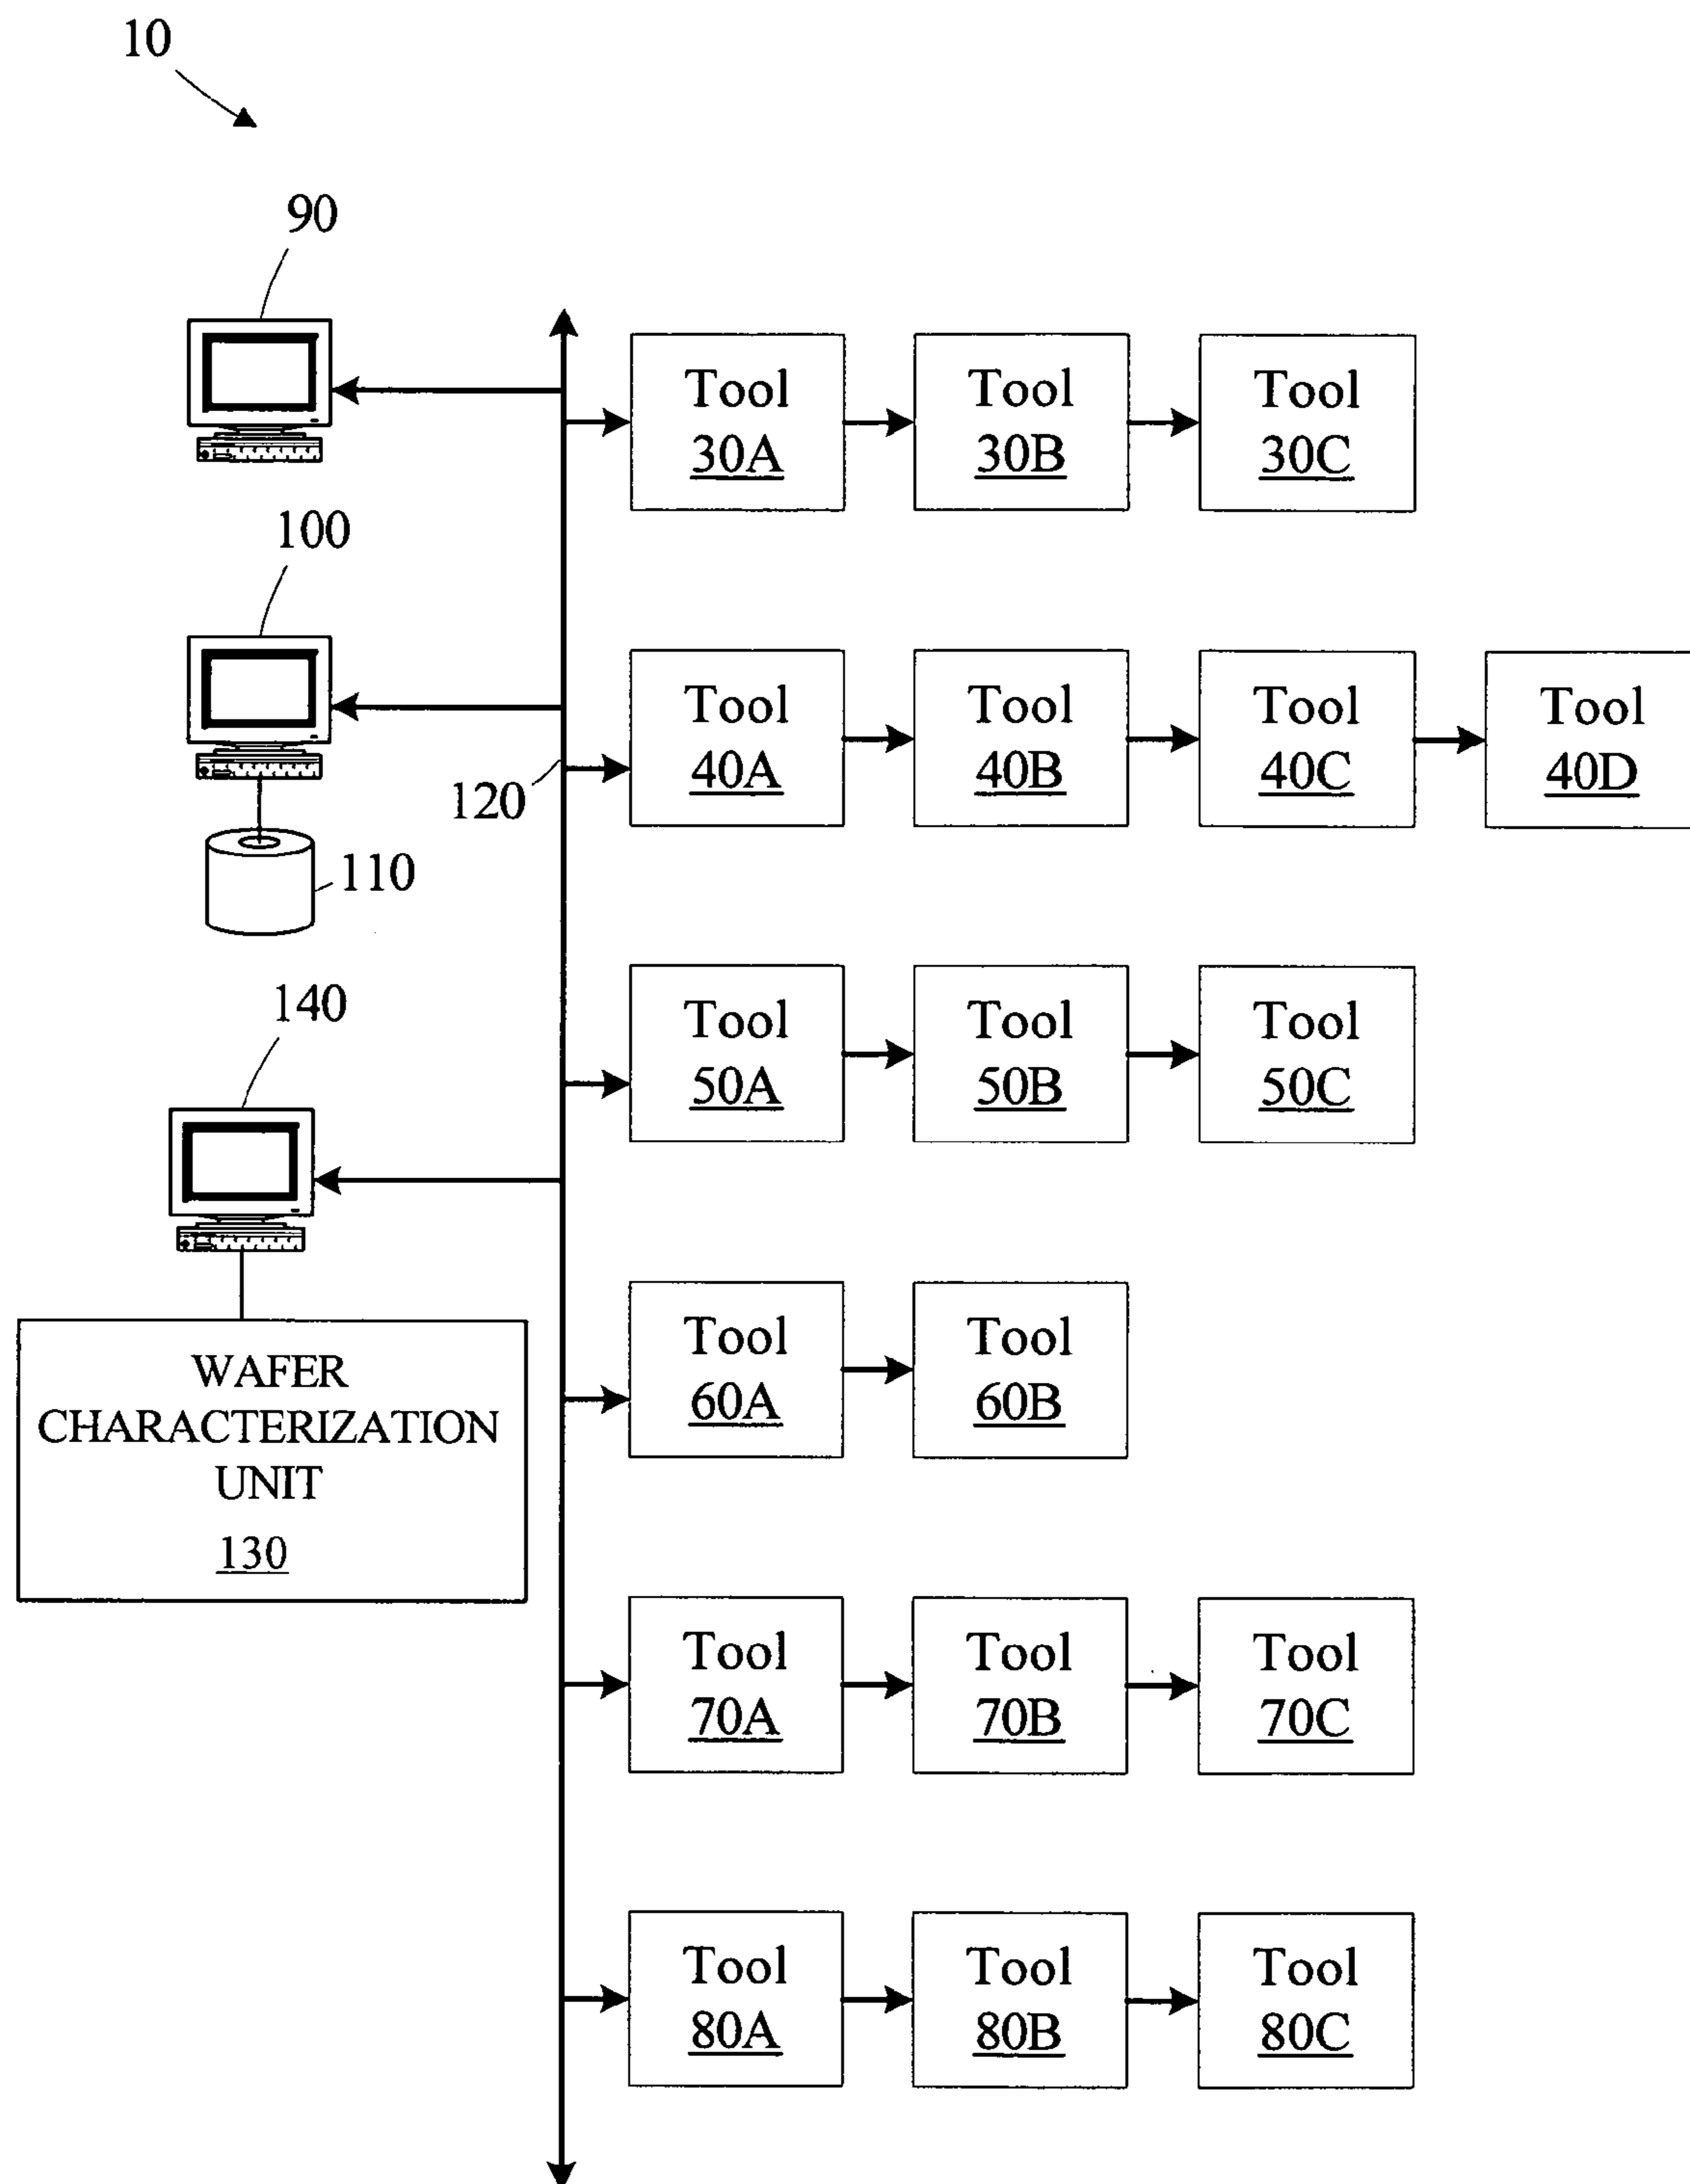 10
90
Tool
30A
Tool
30B
Tool
30C
100
Tool
40A
Tool
40B
Tool
40C
Tool
40D
120
110
140
Tool
50A
Tool
50B
Tool
50C
WAFER
CHARACTERIZATION
UNIT
130
Tool
60A
Tool
60B
Tool
70A
Tool
70B
Tool
70C
Tool
80A
Tool
80B
Tool
80C